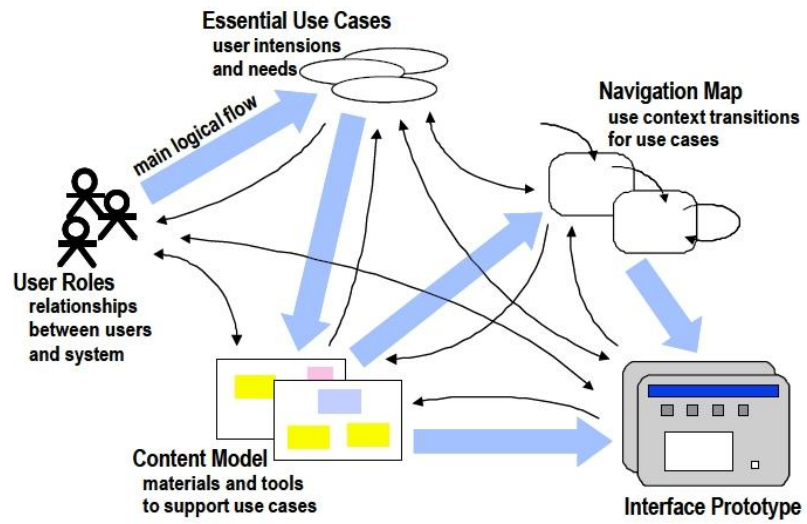 Essential Use Cases
user intensions
and needs
Navigation Map
use context transitions
for use cases
main logical flow
User Roles
relationships
between users
and system
Content Model
materials and tools
to support use cases
Interface Prototype